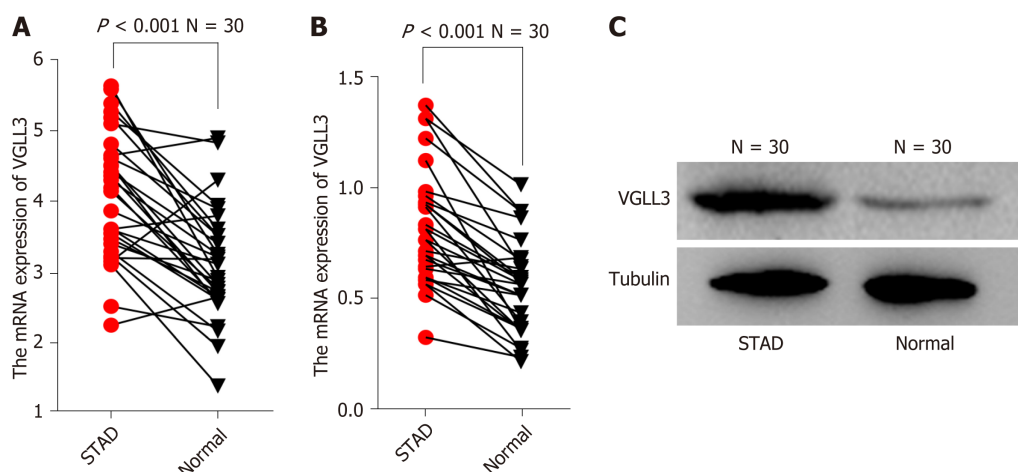 A
P < 0.001 N = 30
The mRNA expression of VGLL3
6
5
4
3
2
1
STAD
Normal
B
P < 0.001 N = 30
The mRNA expression of VGLL3
1.5
1.0
0.5
0.0
STAD
Normal
C
N = 30
N = 30
VGLL3
Tubulin
STAD
Normal